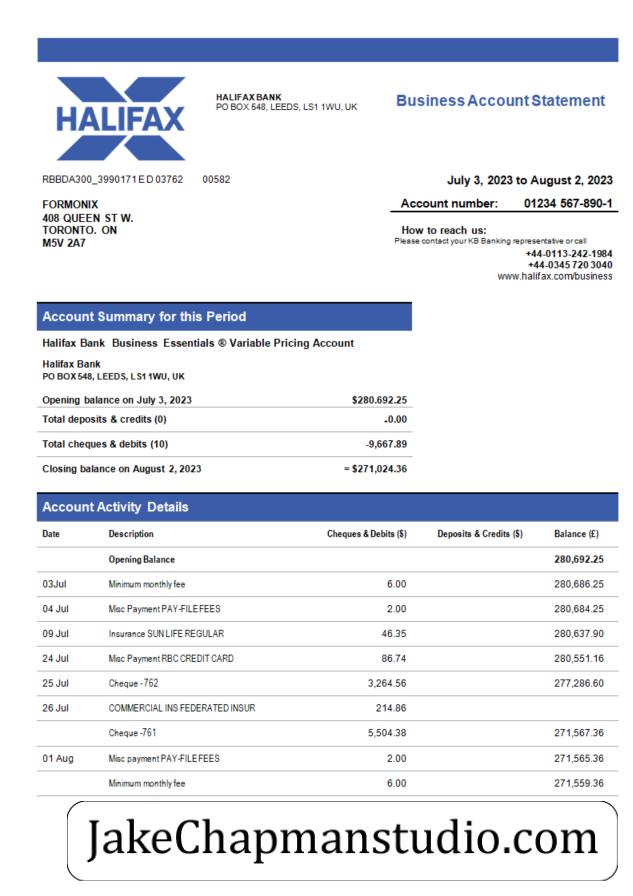 HALIFAX
HALIFAX BANK
PO BOX 548, LEEDS, LS1 1WU, UK
Business Account Statement
RBBDA300_3990171 E D 03762 00582
July 3, 2023 to August 2, 2023
FORMONIX
408 QUEEN ST W.
TORONTO. ON
M5V 2A7
Account number: 01234 567-890-1
How to reach us:
Please contact your KB Banking representative or call
+44-0113-242-1984
+44-0345 720 3040
www.halifax.com/business
Account Summary for this Period
Halifax Bank Business Essentials ® Variable Pricing Account
Halifax Bank
PO BOX 548, LEEDS, LS1 1WU, UK
Opening balance on July 3, 2023 $280.692.25
Total deposits & credits (0) -0.00
Total cheques & debits (10) -9,667.89
Closing balance on August 2, 2023 = $271,024.36
Account Activity Details
Date Description Cheques & Debits ($) Deposits & Credits ($) Balance (£)
Opening Balance 280,692.25
03Jul Minimum monthly fee 6.00 280,686.25
04 Jul Misc Payment PAY-FILE FEES 2.00 280,684.25
09 Jul Insurance SUN LIFE REGULAR 46.35 280,637.90
24 Jul Misc Payment RBC CREDIT CARD 86.74 280,551.16
25 Jul Cheque -762 3,264.56 277,286.60
26 Jul COMMERCIAL INS FEDERATED INSUR 214.86
Cheque -761 5,504.38 271,567.36
01 Aug Misc payment PAY-FILE FEES 2.00 271,565.36
Minimum monthly fee 6.00 271,559.36
JakeChapmanstudio.com